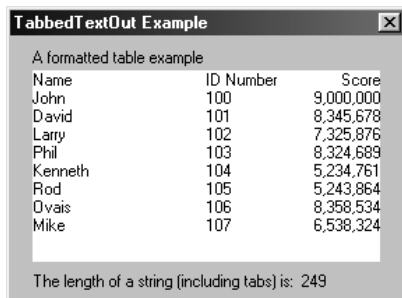 TabbedTextOut Example
A formatted table example
Name ID Number Score
John 100 9,000,000
David 101 8,345,678
Larry 102 7,325,876
Phil 103 8,324,689
Kenneth 104 5,234,761
Rod 105 5,243,864
Ovais 106 8,358,534
Mike 107 6,538,324
The length of a string (including tabs) is: 249